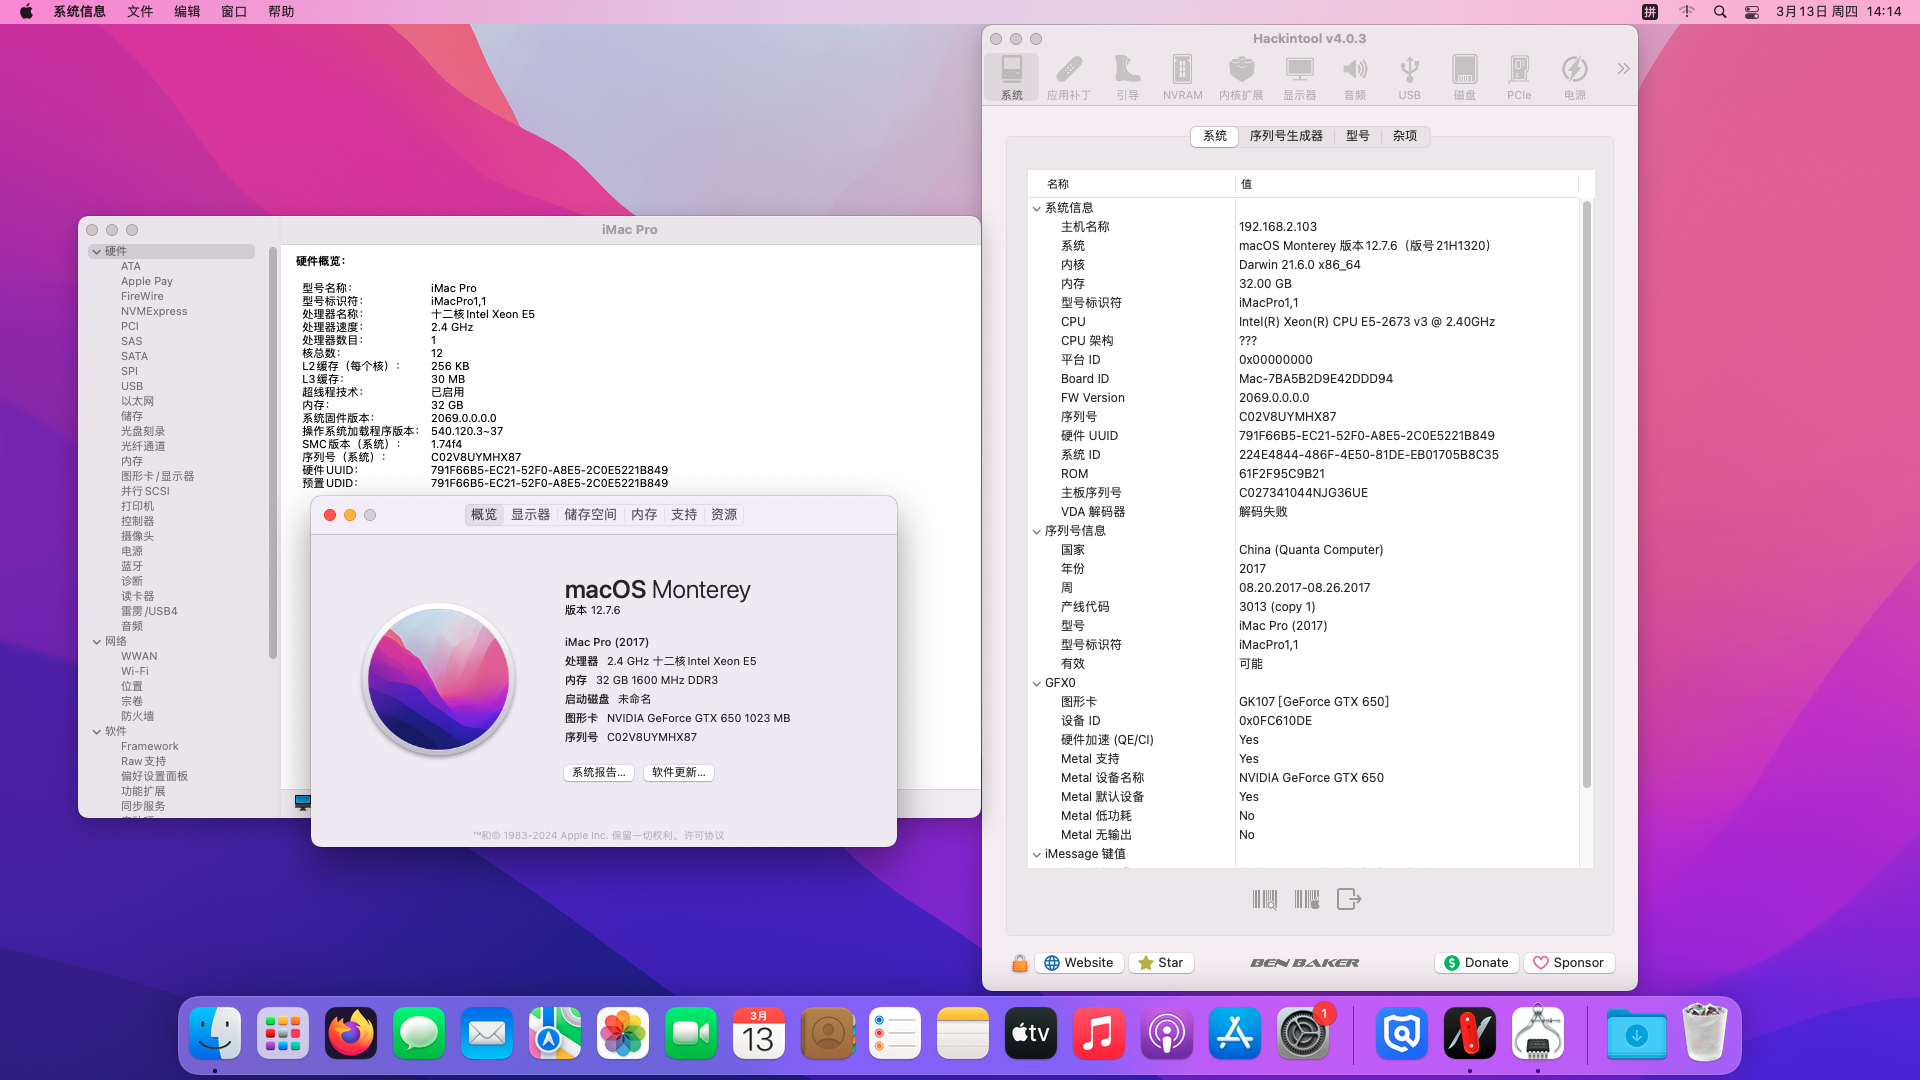 系统信息 文件 编辑 窗口 帮助
拼 3月13日 周四 14:14
Hackintool v4.0.3
系统 应用补丁 引导 NVRAM 内核扩展 显示器 音频 USB 磁盘 PCIe 电源
系统 序列号生成器 型号 杂项
名称 值
系统信息
主机名称 192.168.2.103
系统 macOS Monterey 版本12.7.6（版号21H1320）
内核 Darwin 21.6.0 x86_64
内存 32.00 GB
型号标识符 iMacPro1,1
CPU Intel(R) Xeon(R) CPU E5-2673 v3 @ 2.40GHz
CPU 架构 ???
平台 ID 0x00000000
Board ID Mac-7BA5B2D9E42DDD94
FW Version 2069.0.0.0.0
序列号 C02V8UYMHX87
硬件 UUID 791F66B5-EC21-52F0-A8E5-2C0E5221B849
系统 ID 224E4844-486F-4E50-81DE-EB01705B8C35
ROM 61F2F95C9B21
主板序列号 C027341044NJG36UE
VDA 解码器 解码失败
序列号信息
国家 China (Quanta Computer)
年份 2017
周 08.20.2017-08.26.2017
产线代码 3013 (copy 1)
型号 iMac Pro (2017)
型号标识符 iMacPro1,1
有效 可能
GFX0
图形卡 GK107 [GeForce GTX 650]
设备 ID 0x0FC610DE
硬件加速 (QE/CI) Yes
Metal 支持 Yes
Metal 设备名称 NVIDIA GeForce GTX 650
Metal 默认设备 Yes
Metal 低功耗 No
Metal 无输出 No
iMessage 键值
Website Star BEN BAKER Donate Sponsor
iMac Pro
硬件
ATA
Apple Pay
FireWire
NVMExpress
PCI
SAS
SATA
SPI
USB
以太网
储存
光盘刻录
光纤通道
内存
图形卡/显示器
并行SCSI
打印机
控制器
摄像头
电源
蓝牙
诊断
读卡器
雷雳/USB4
音频
网络
WWAN
Wi-Fi
位置
宗卷
防火墙
软件
Framework
Raw支持
偏好设置面板
功能扩展
同步服务
硬件概览：
型号名称： iMac Pro
型号标识符： iMacPro1,1
处理器名称： 十二核Intel Xeon E5
处理器速度： 2.4 GHz
处理器数目： 1
核总数： 12
L2缓存（每个核）： 256 KB
L3缓存： 30 MB
超线程技术： 已启用
内存： 32 GB
系统固件版本： 2069.0.0.0.0
操作系统加载程序版本： 540.120.3~37
SMC版本（系统）： 1.74f4
序列号（系统）： C02V8UYMHX87
硬件UUID： 791F66B5-EC21-52F0-A8E5-2C0E5221B849
预置UDID： 791F66B5-EC21-52F0-A8E5-2C0E5221B849
概览 显示器 储存空间 内存 支持 资源
macOS Monterey
版本 12.7.6
iMac Pro (2017)
处理器 2.4 GHz 十二核Intel Xeon E5
内存 32 GB 1600 MHz DDR3
启动磁盘 未命名
图形卡 NVIDIA GeForce GTX 650 1023 MB
序列号 C02V8UYMHX87
系统报告... 软件更新...
™和© 1983-2024 Apple Inc. 保留一切权利。许可协议
3月
13
tv
1